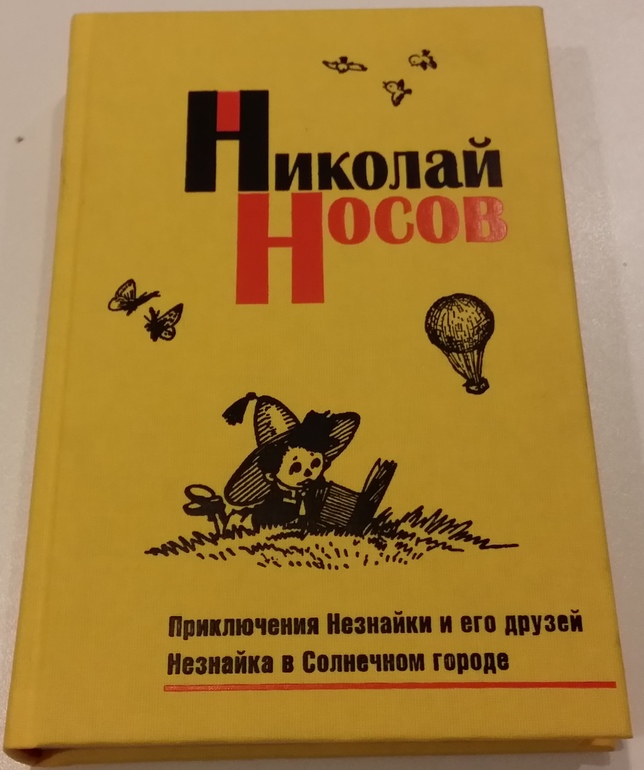 Николай
Носов
Приключения Незнайки и его друзей
Незнайка в Солнечном городе